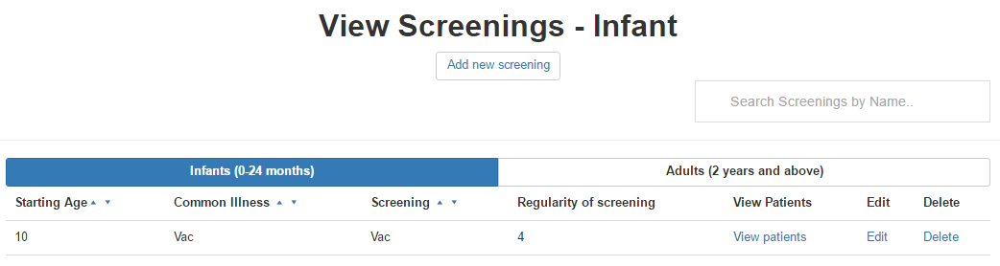 View Screenings - Infant
Add new screening
Search Screenings by Name..
Infants (0-24 months) Adults (2 years and above)
Starting Age Common Illness Screening Regularity of screening View Patients Edit Delete
10 Vac Vac 4 View patients Edit Delete